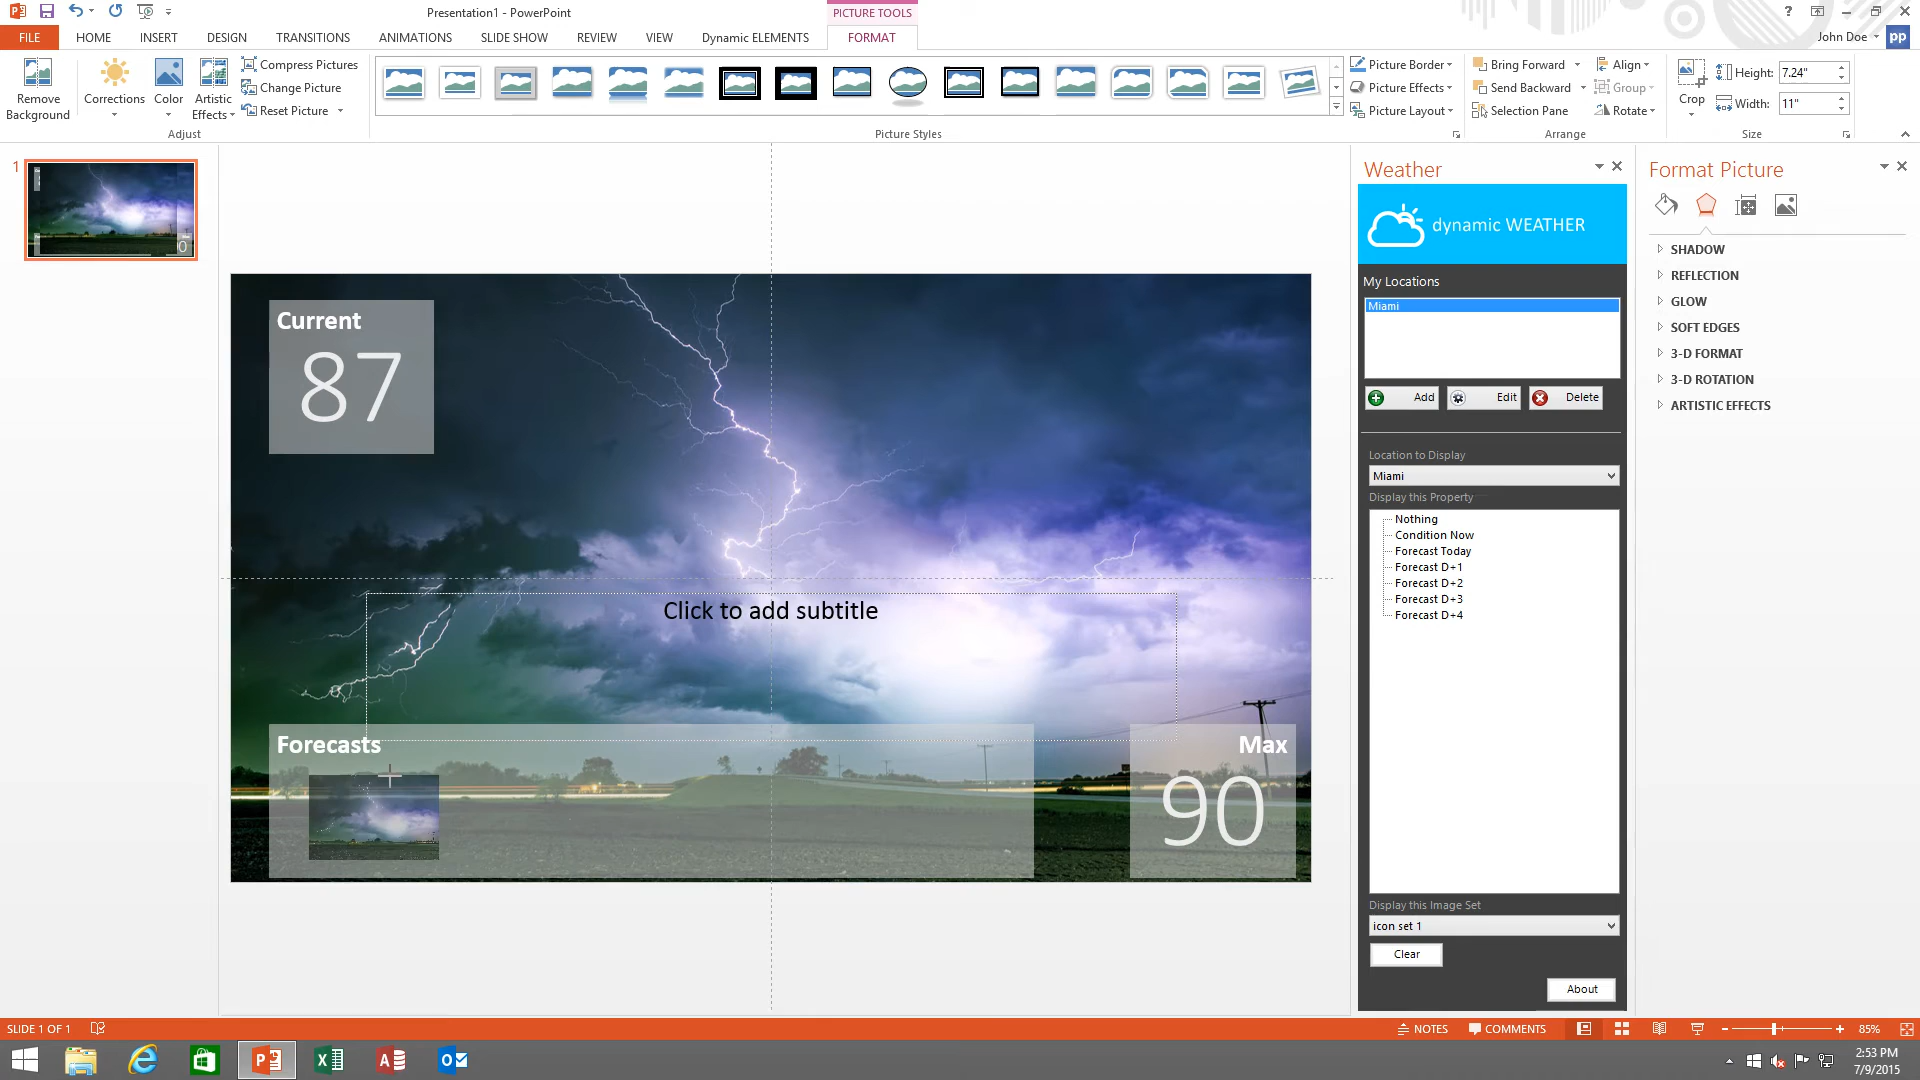 Presentation1 - PowerPoint
PICTURE TOOLS
?
FILE
HOME
INSERT
DESIGN
TRANSITIONS
ANIMATIONS
SLIDE SHOW
REVIEW
VIEW
Dynamic ELEMENTS
FORMAT
John Doe
pp
Remove Background
Corrections
Color
Artistic Effects
Compress Pictures
Change Picture
Reset Picture
Adjust
Picture Styles
Picture Border
Picture Effects
Picture Layout
Bring Forward
Send Backward
Selection Pane
Align
Group
Rotate
Arrange
Crop
Height: 7.24"
Width: 11"
Size
1
Current
87
Click to add subtitle
Forecasts
Max
90
Weather
dynamic WEATHER
My Locations
Miami
Add
Edit
Delete
Location to Display
Miami
Display this Property
Nothing
Condition Now
Forecast Today
Forecast D+1
Forecast D+2
Forecast D+3
Forecast D+4
Display this Image Set
icon set 1
Clear
About
Format Picture
SHADOW
REFLECTION
GLOW
SOFT EDGES
3-D FORMAT
3-D ROTATION
ARTISTIC EFFECTS
SLIDE 1 OF 1
NOTES
COMMENTS
85%
2:53 PM
7/9/2015